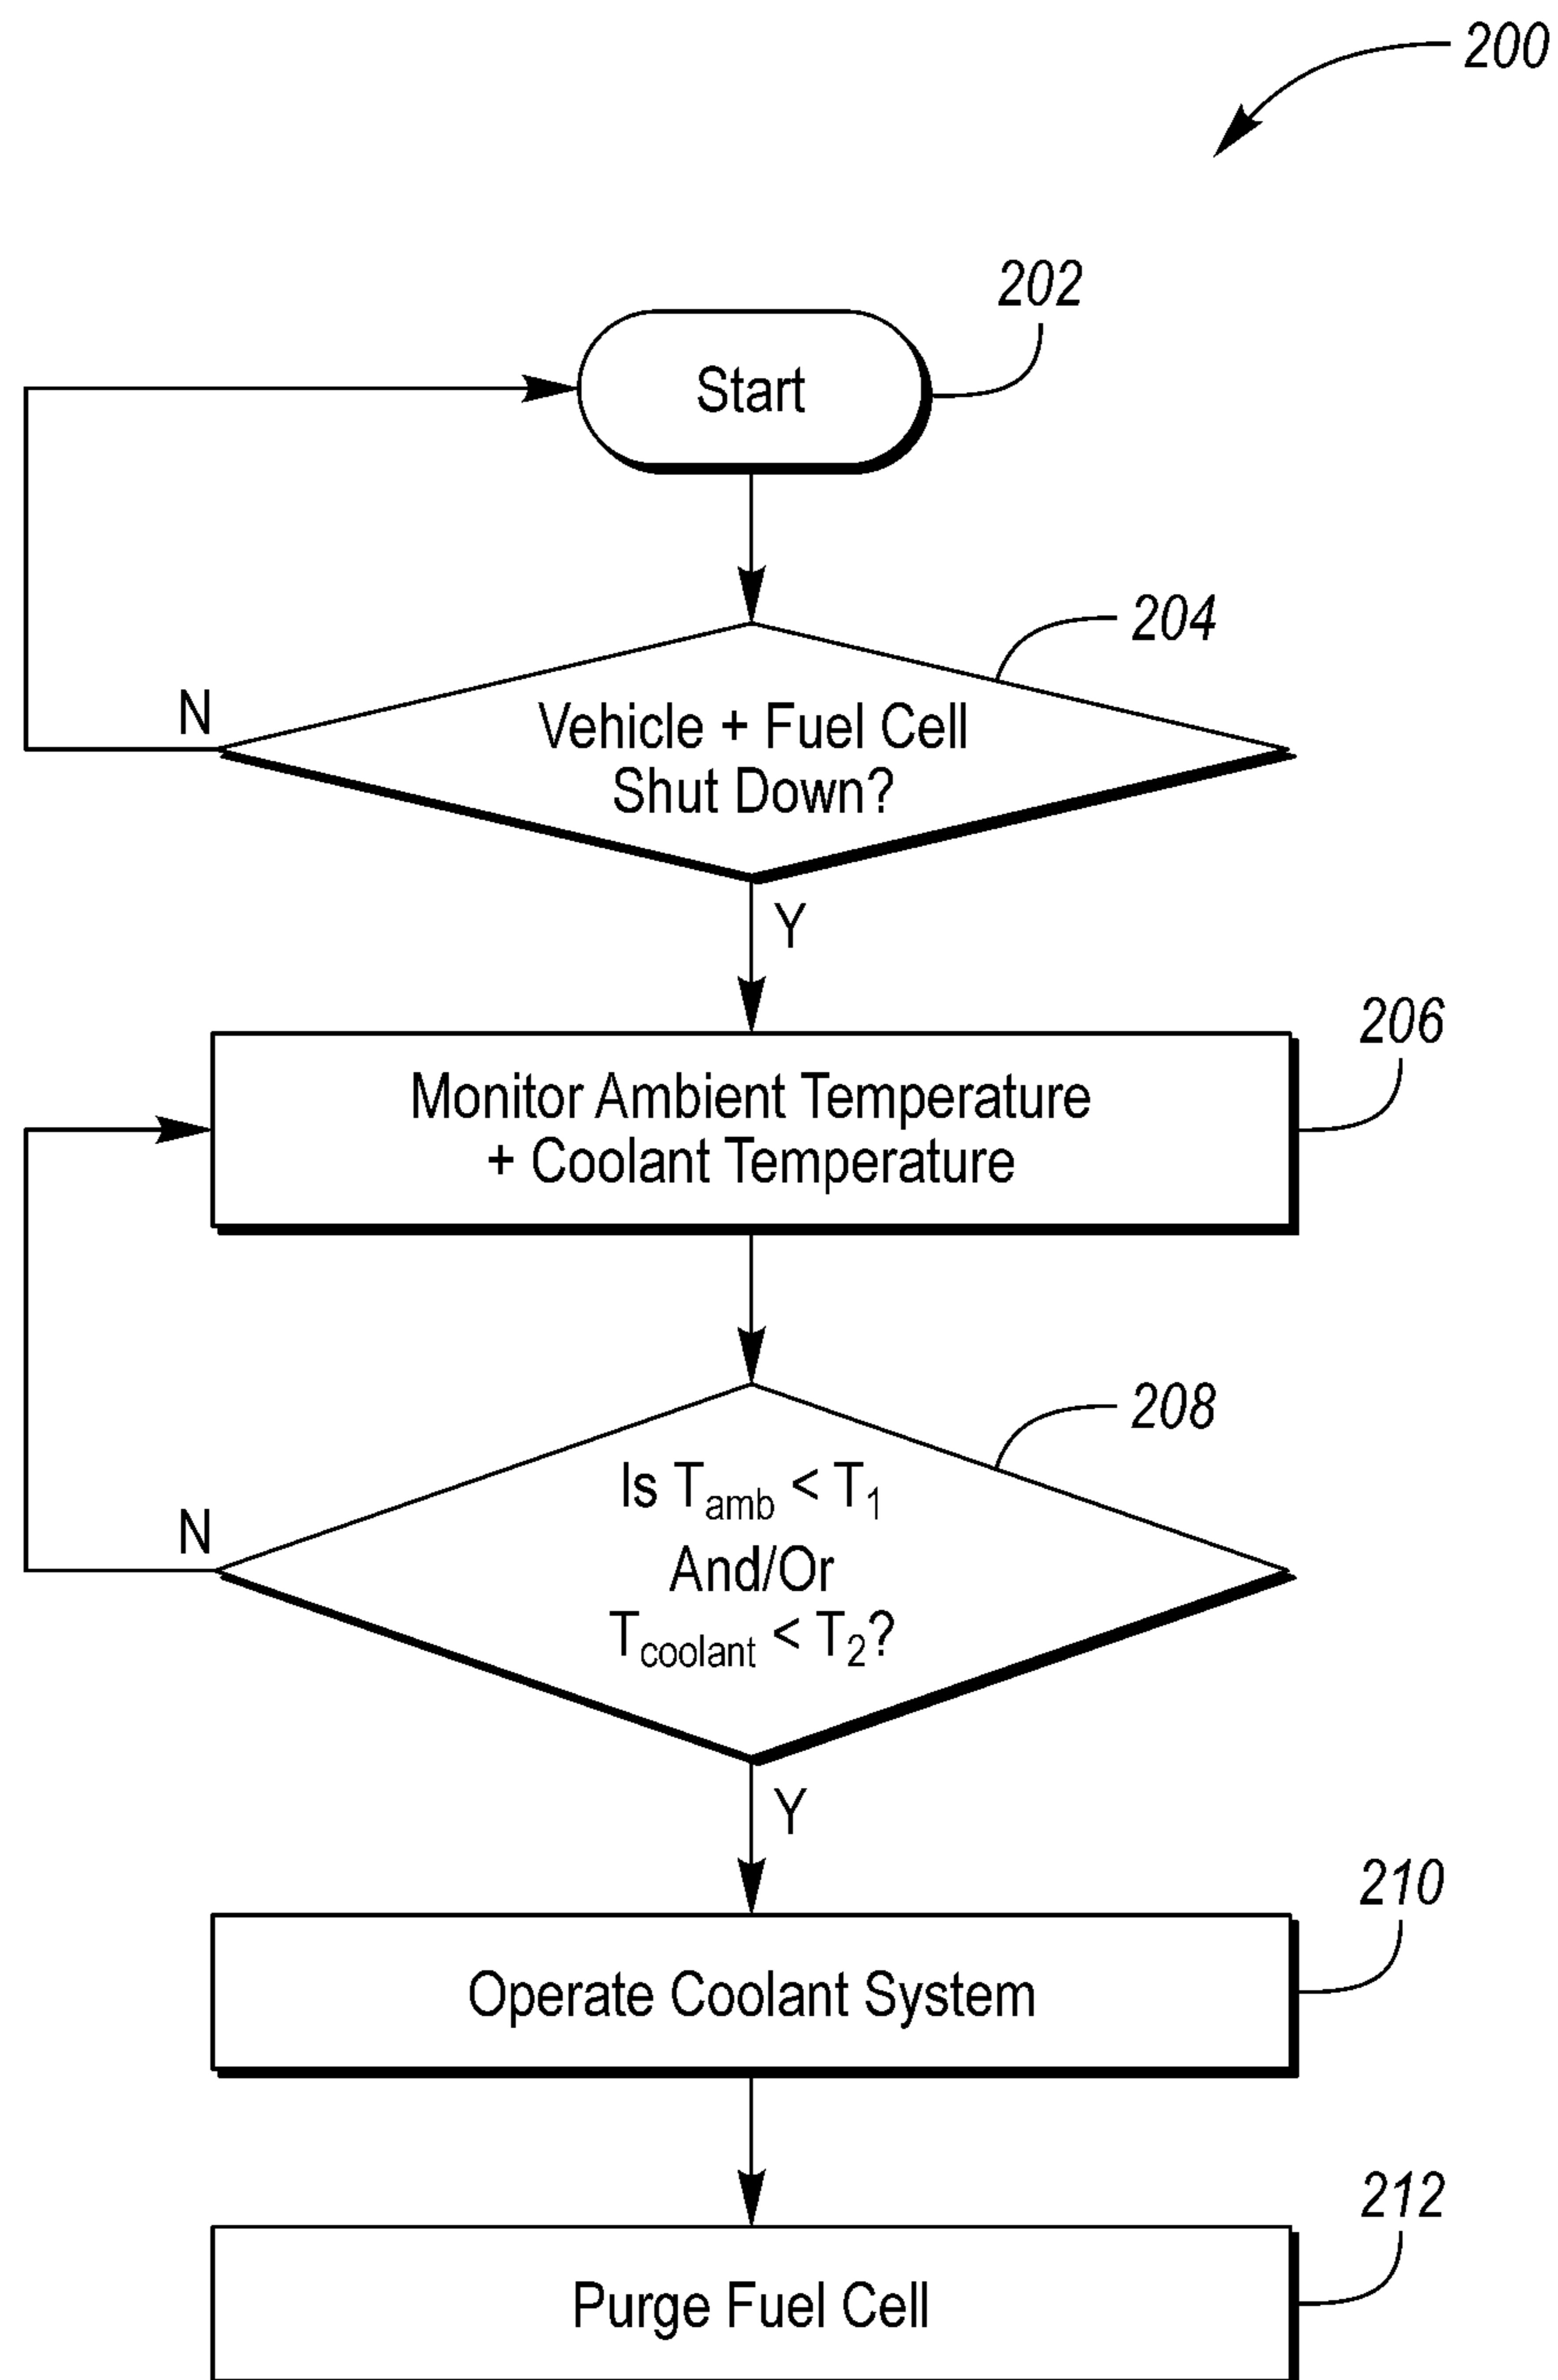 200
202
Start
204
N
Vehicle + Fuel Cell
Shut Down?
Y
206
Monitor Ambient Temperature
+ Coolant Temperature
208
Is Tamb < T1
And/Or
N
Tcoolant < T2?
Y
210
Operate Coolant System
212
Purge Fuel Cell